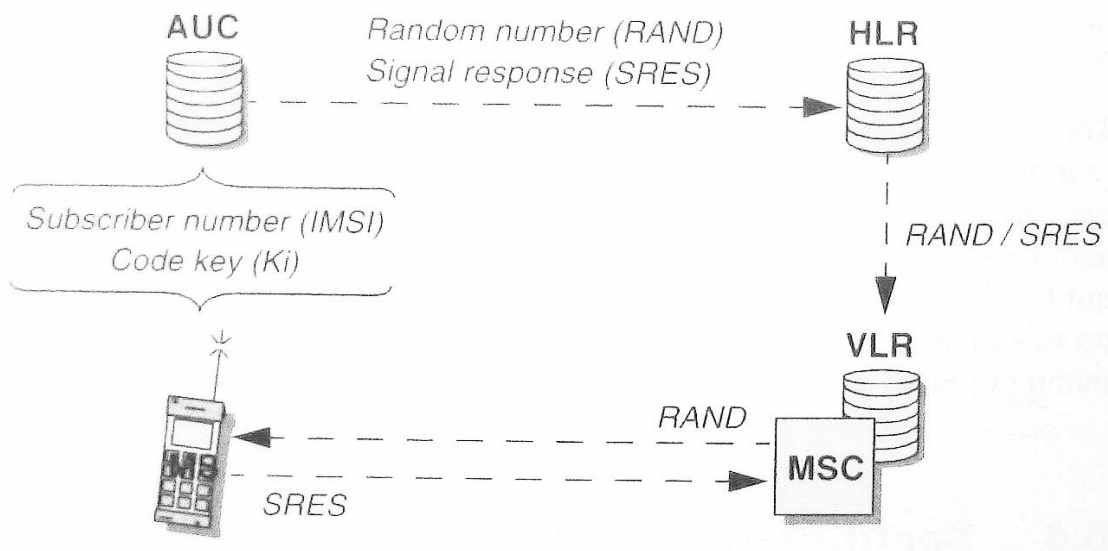 AUC
Random number (RAND)
Signal response (SRES)
HLR
Subscriber number (IMSI)
Code key (Ki)
RAND / SRES
VLR
RAND
MS
MSC
SRES